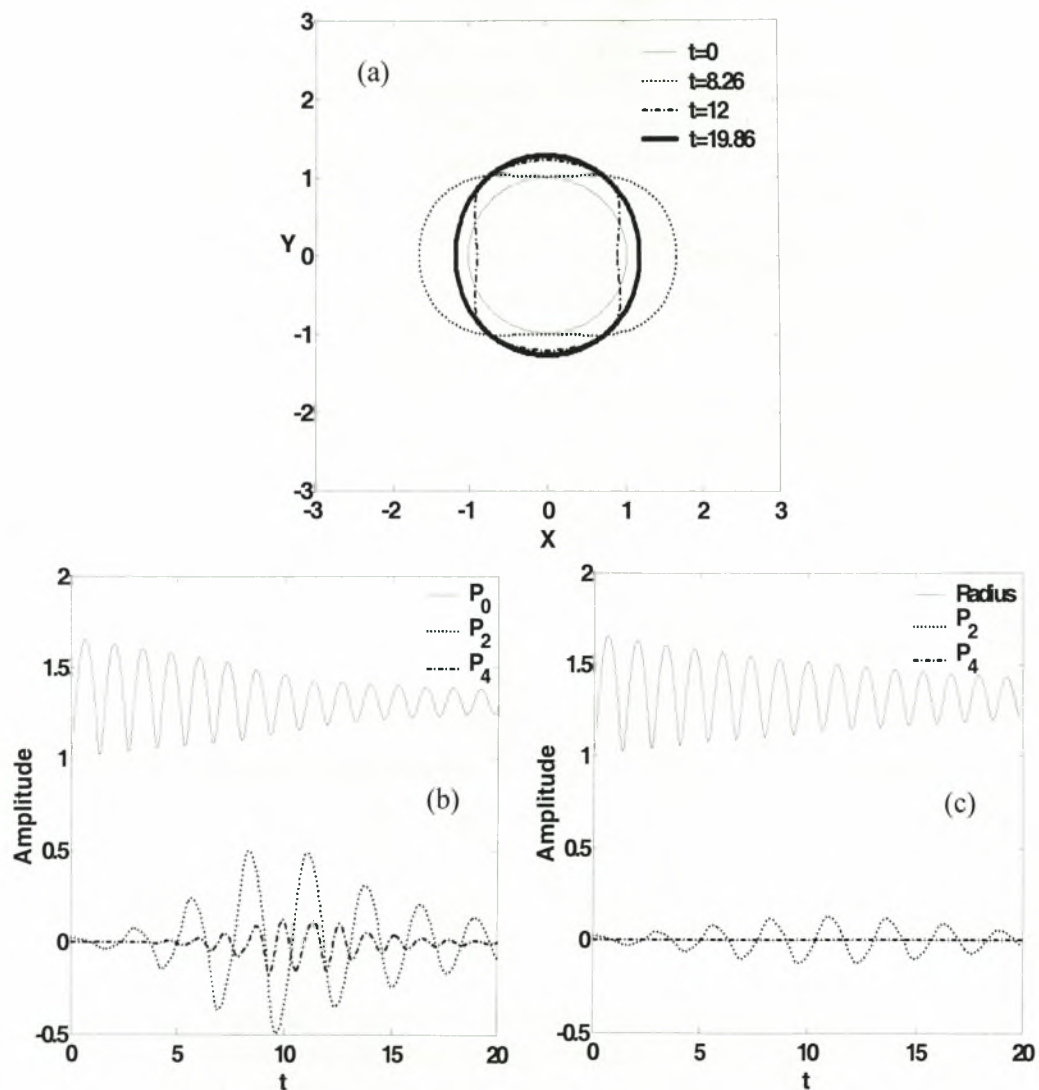 3
2
1
Y 0
-1
-2
-3
-3 -2 -1 0 1 2 3
X
(a)
t=0
t=8.26
t=12
t=19.86
2
1.5
1
0.5
0
-0.5
Amplitude
0 5 10 15 20
t
P0
P2
P4
(b)
2
1.5
1
0.5
0
-0.5
Amplitude
0 5 10 15 20
t
Radius
P2
P4
(c)